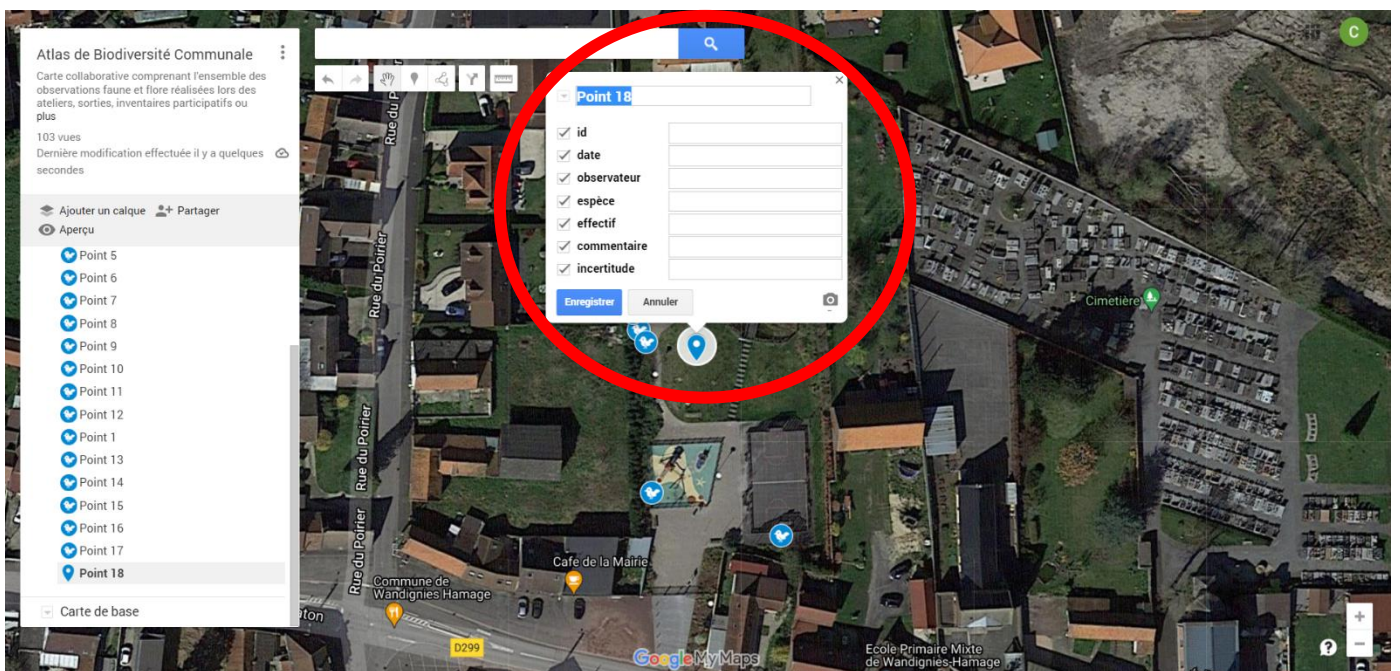 Atlas de Biodiversité Communale
Carte collaborative comprenant l'ensemble des
observations faune et flore réalisées lors des
ateliers, sorties, inventaires participatifs ou
plus
103 vues
Dernière modification effectuée il y a quelques
secondes
Ajouter un calque
Partager
Aperçu
Point 5
Point 6
Point 7
Point 8
Point 9
Point 10
Point 11
Point 12
Point 1
Point 13
Point 14
Point 15
Point 16
Point 17
Point 18
Carte de base
Point 18
id
date
observateur
espèce
effectif
commentaire
incertitude
Enregistrer
Annuler
C
Rue du P
Rue du Poirier
Rue du Poirier
Rue du Poirier
Cimetière
Cafe de la Mairie
Commune de
Wandignies Hamage
D299
Google My Maps
Ecole Primaire Mixte
de Wandignies-Hamage